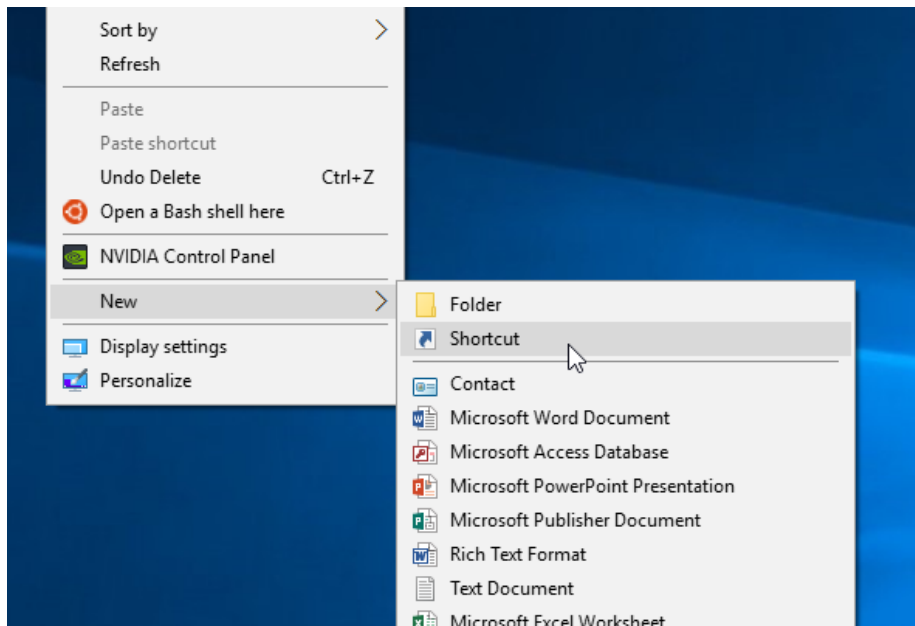 Sort by
Refresh
Paste
Paste shortcut
Undo Delete Ctrl+Z
Open a Bash shell here
NVIDIA Control Panel
New
Display settings
Personalize
Folder
Shortcut
Contact
Microsoft Word Document
Microsoft Access Database
Microsoft PowerPoint Presentation
Microsoft Publisher Document
Rich Text Format
Text Document
Microsoft Excel Worksheet